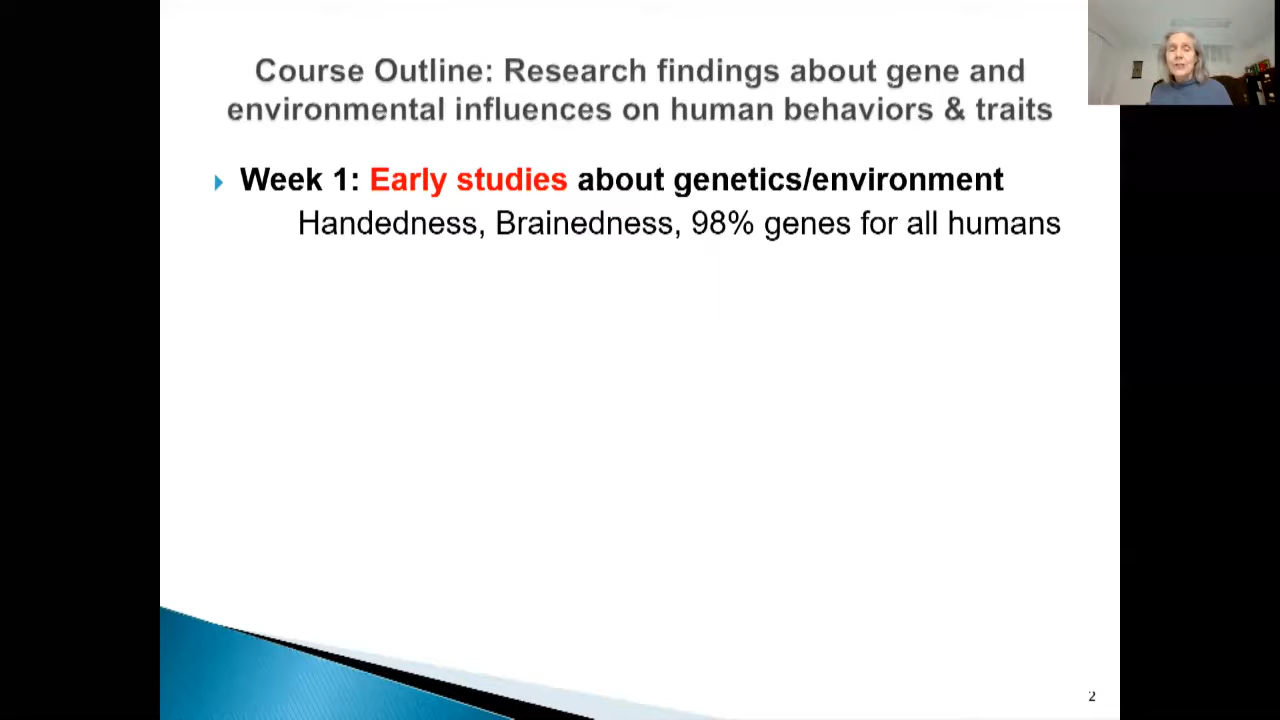 Course Outline: Research findings about gene and
environmental influences on human behaviors & traits
Week 1: Early studies about genetics/environment
Handedness, Brainedness, 98% genes for all humans
2